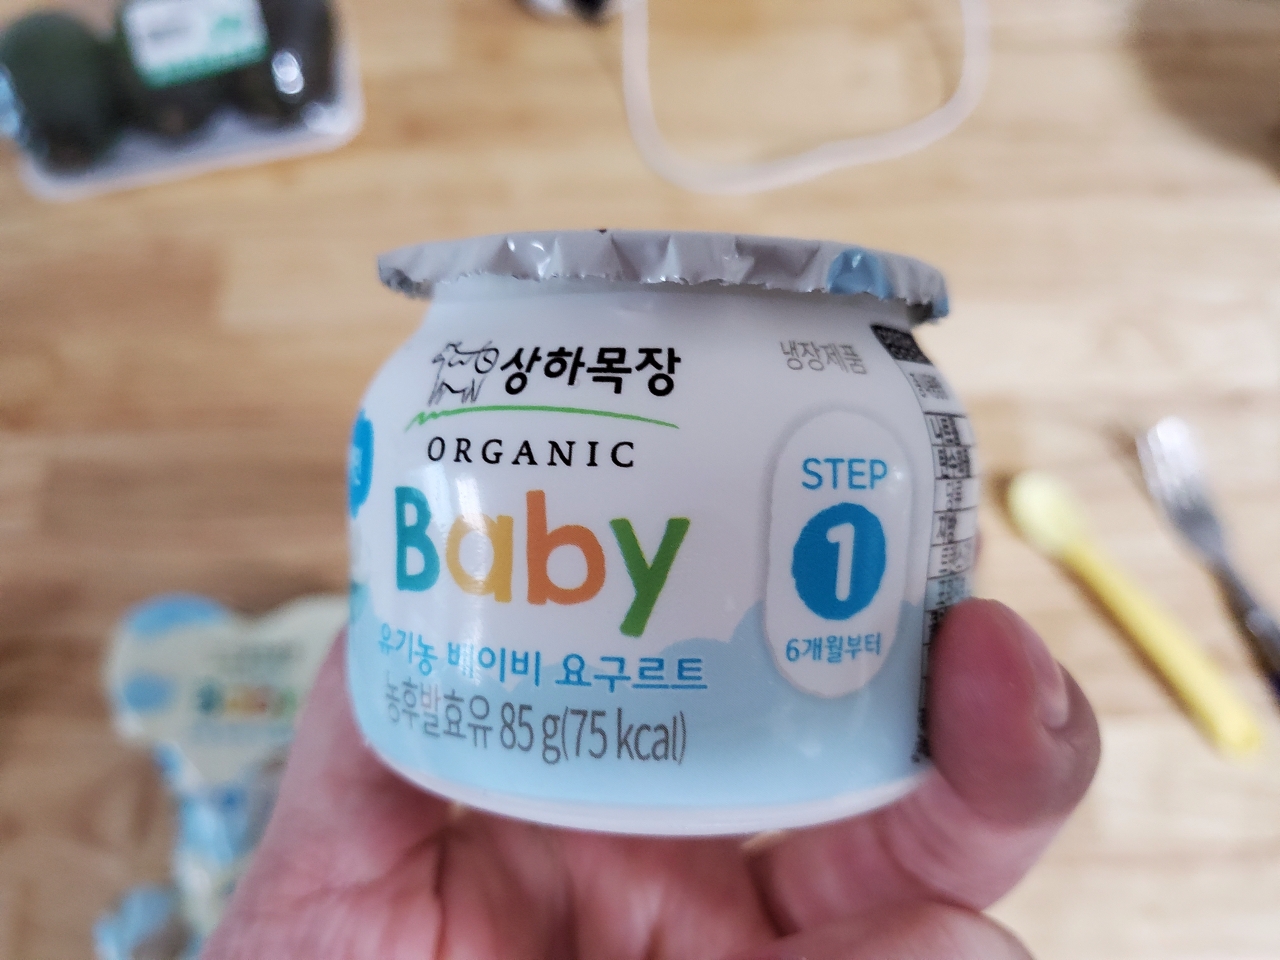 상하목장
냉장제품
ORGANIC
Baby
STEP
1
6개월부터
유기농 베이비 요구르트
농후발효유 85 g(75 kcal)
Baby